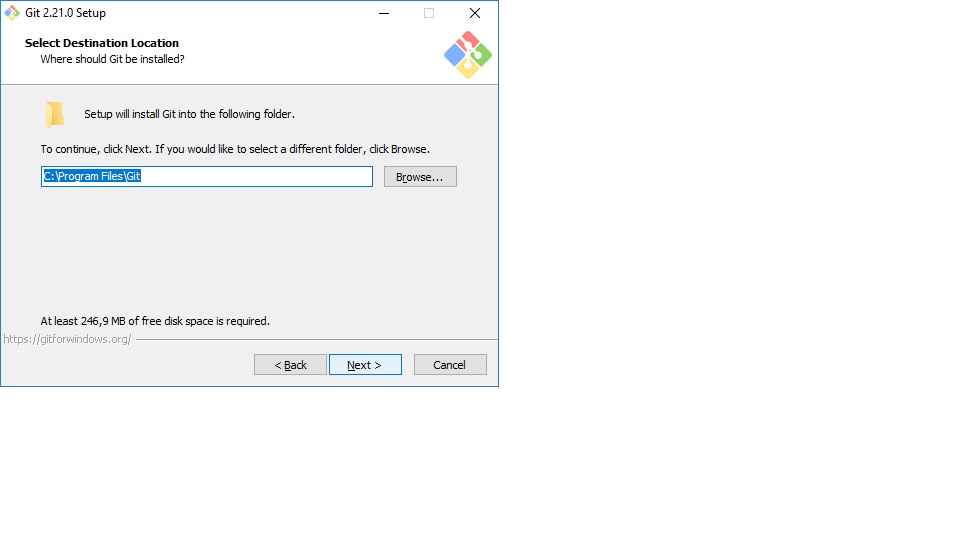 Git 2.21.0 Setup
Select Destination Location
Where should Git be installed?
Setup will install Git into the following folder.
To continue, click Next. If you would like to select a different folder, click Browse.
C:\Program Files\Git
Browse...
At least 246,9 MB of free disk space is required.
https://gitforwindows.org/
< Back
Next >
Cancel